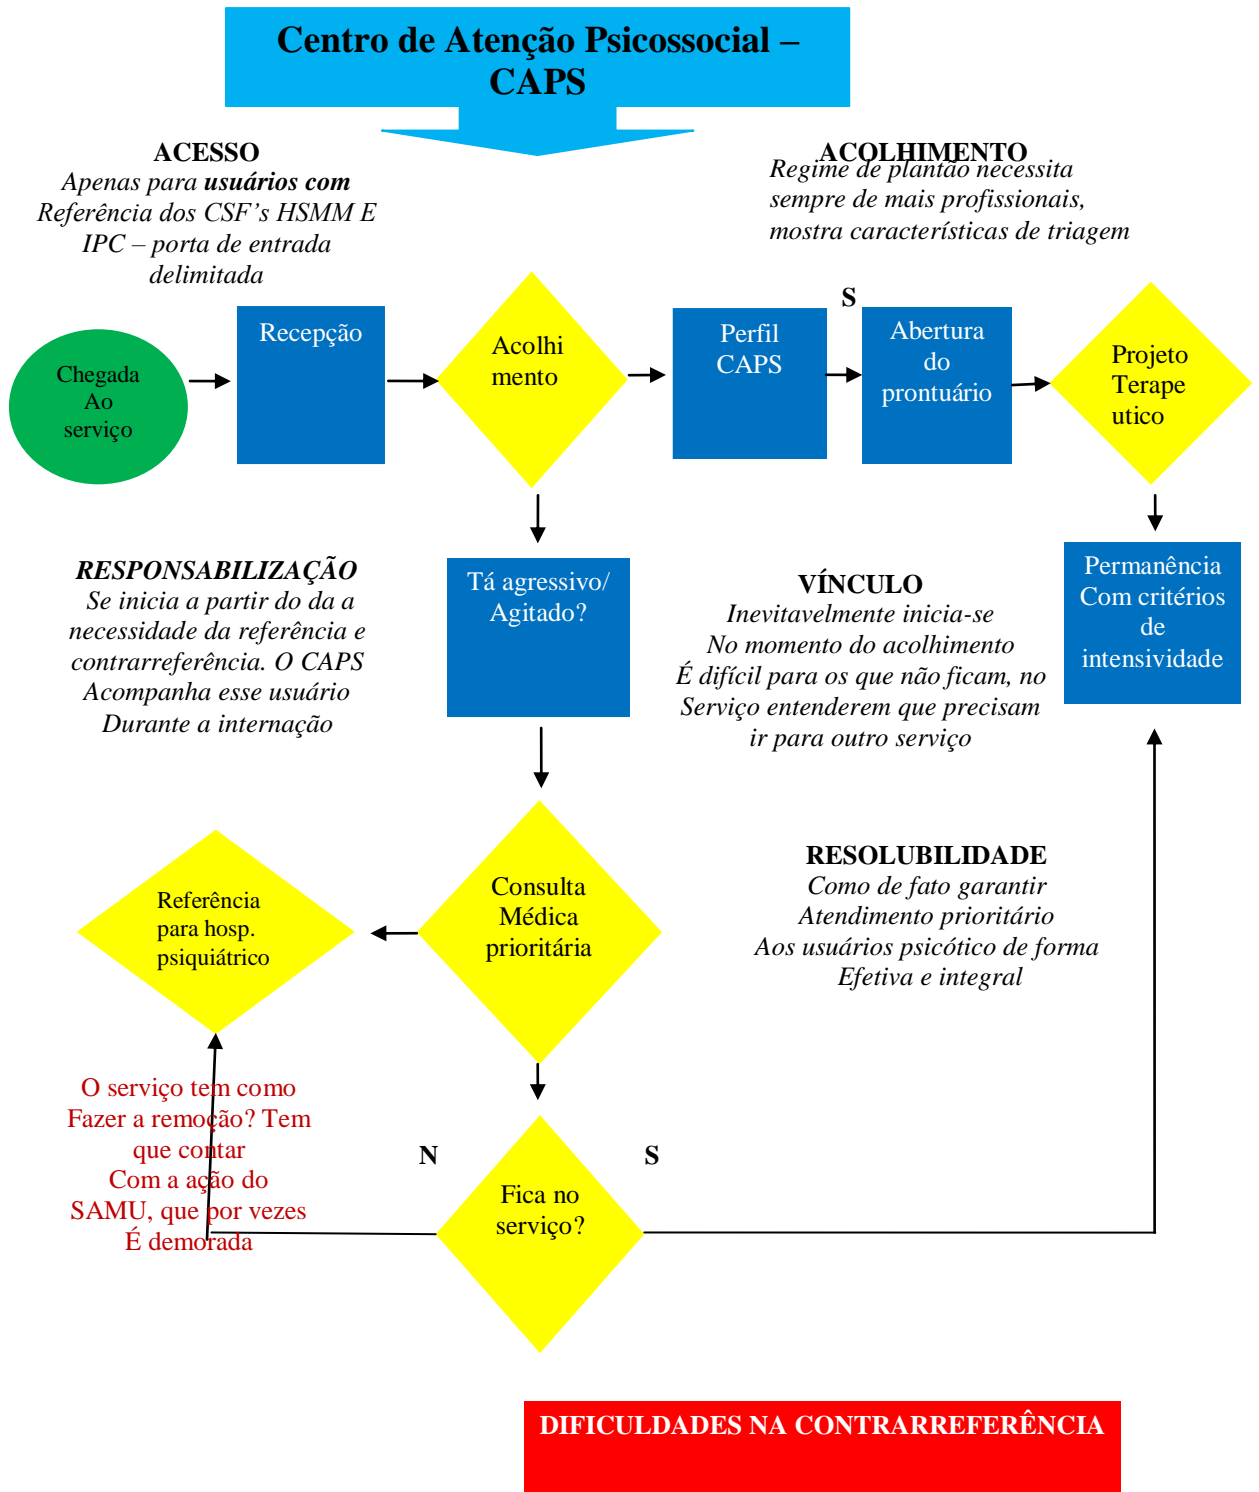 Centro de Atenção Psicossocial –
CAPS
ACESSO
Apenas para usuários com
Referência dos CSF’s HSMM E
IPC – porta de entrada
delimitada
ACOLHIMENTO
Regime de plantão necessita
sempre de mais profissionais,
mostra características de triagem
Chegada
Ao
serviço
Recepção
Acolhi
mento
Perfil
CAPS
S
Abertura
do
prontuário
Projeto
Terape
utico
RESPONSABILIZAÇÃO
Se inicia a partir do da a
necessidade da referência e
contrarreferência. O CAPS
Acompanha esse usuário
Durante a internação
Tá agressivo/
Agitado?
VÍNCULO
Inevitavelmente inicia-se
No momento do acolhimento
É difícil para os que não ficam, no
Serviço entenderem que precisam
ir para outro serviço
Permanência
Com critérios
de
intensividade
Referência
para hosp.
psiquiátrico
Consulta
Médica
prioritária
RESOLUBILIDADE
Como de fato garantir
Atendimento prioritário
Aos usuários psicótico de forma
Efetiva e integral
O serviço tem como
Fazer a remoção? Tem
que contar
Com a ação do
SAMU, que por vezes
É demorada
N
Fica no
serviço?
S
DIFICULDADES NA CONTRARREFERÊNCIA